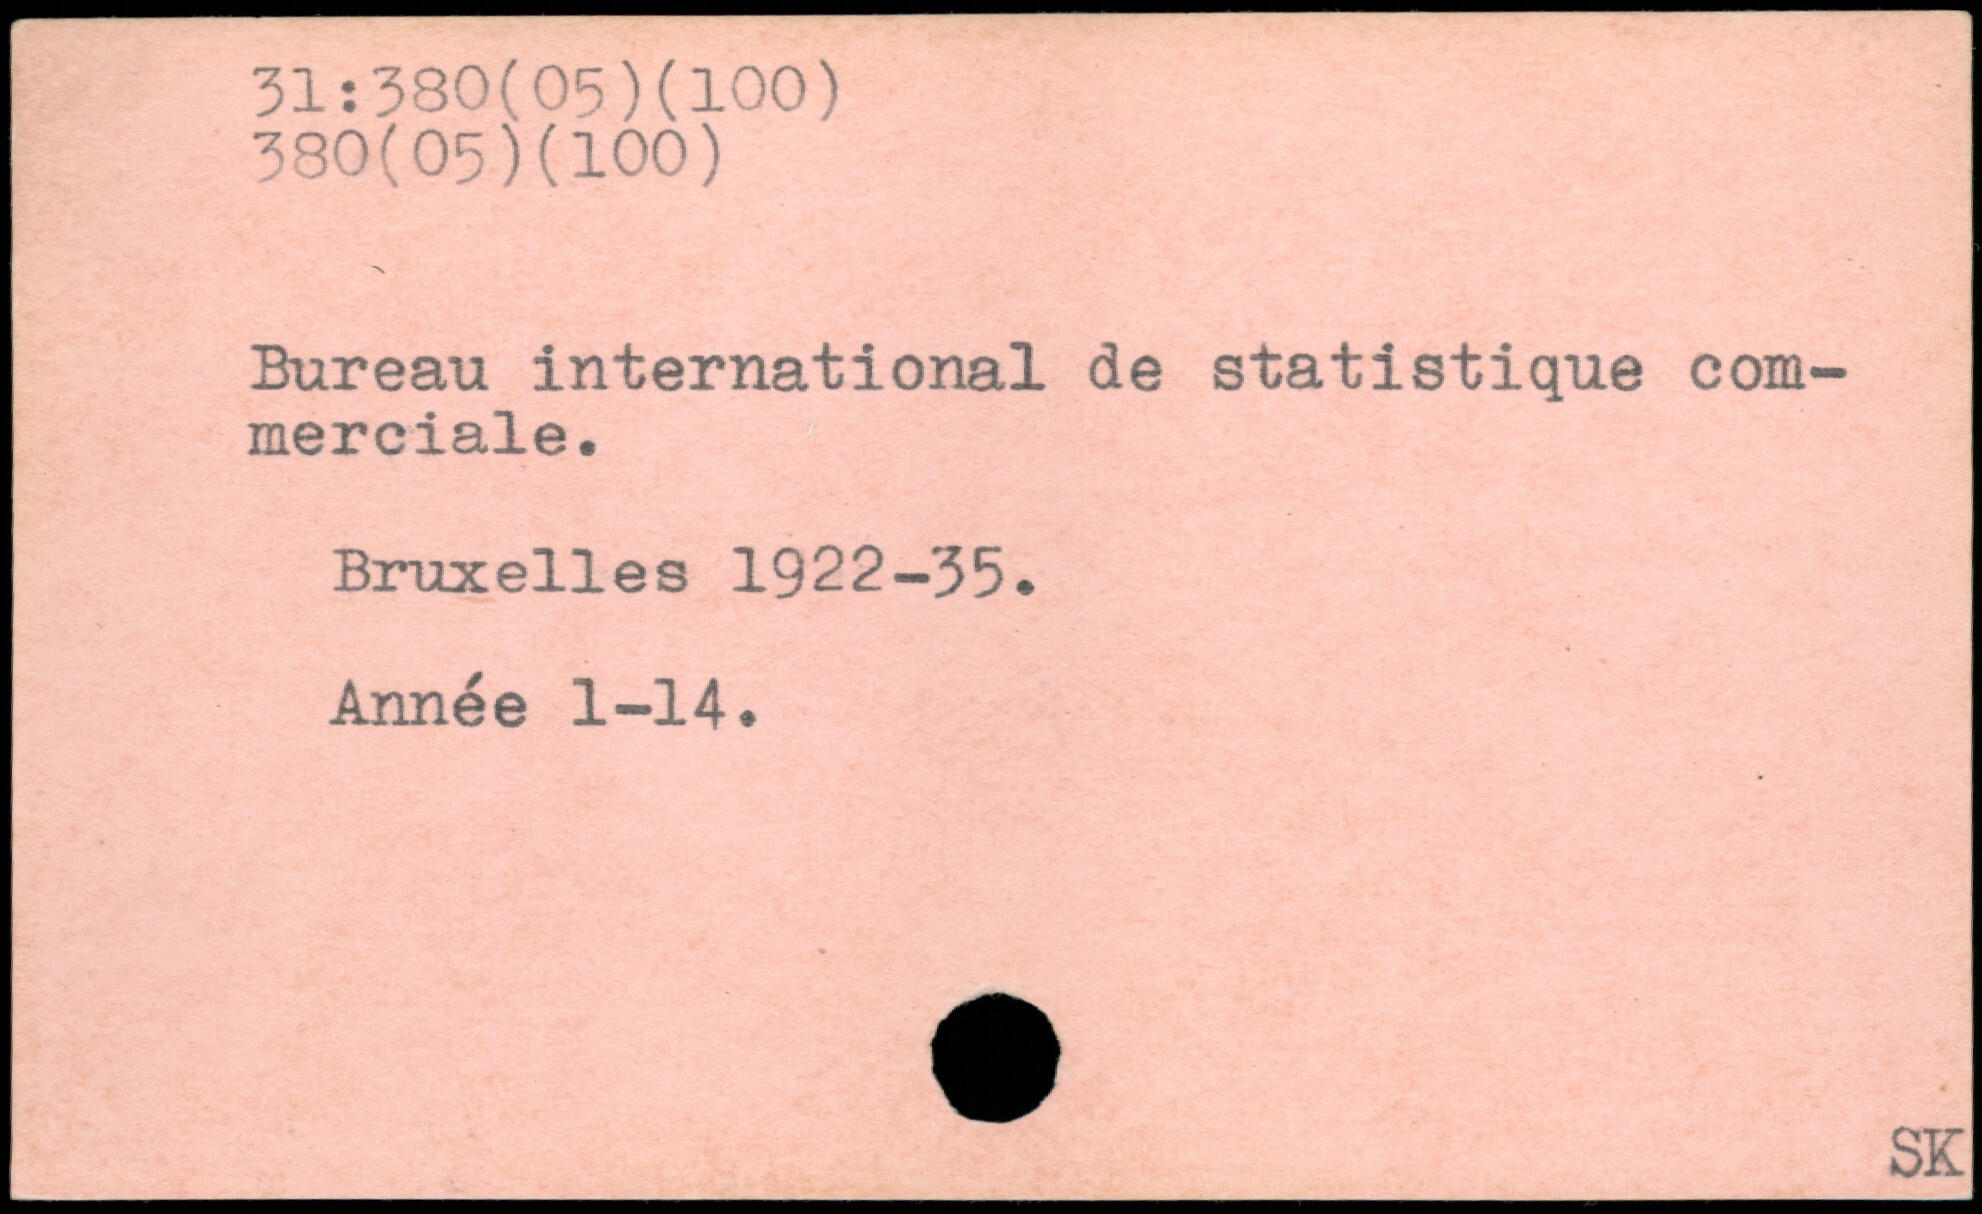 31:380(05)(100)
380(05)(100)
Bureau international de statistique com-
merciale.
Bruxelles 1922-35.
Année 1-14.
SK